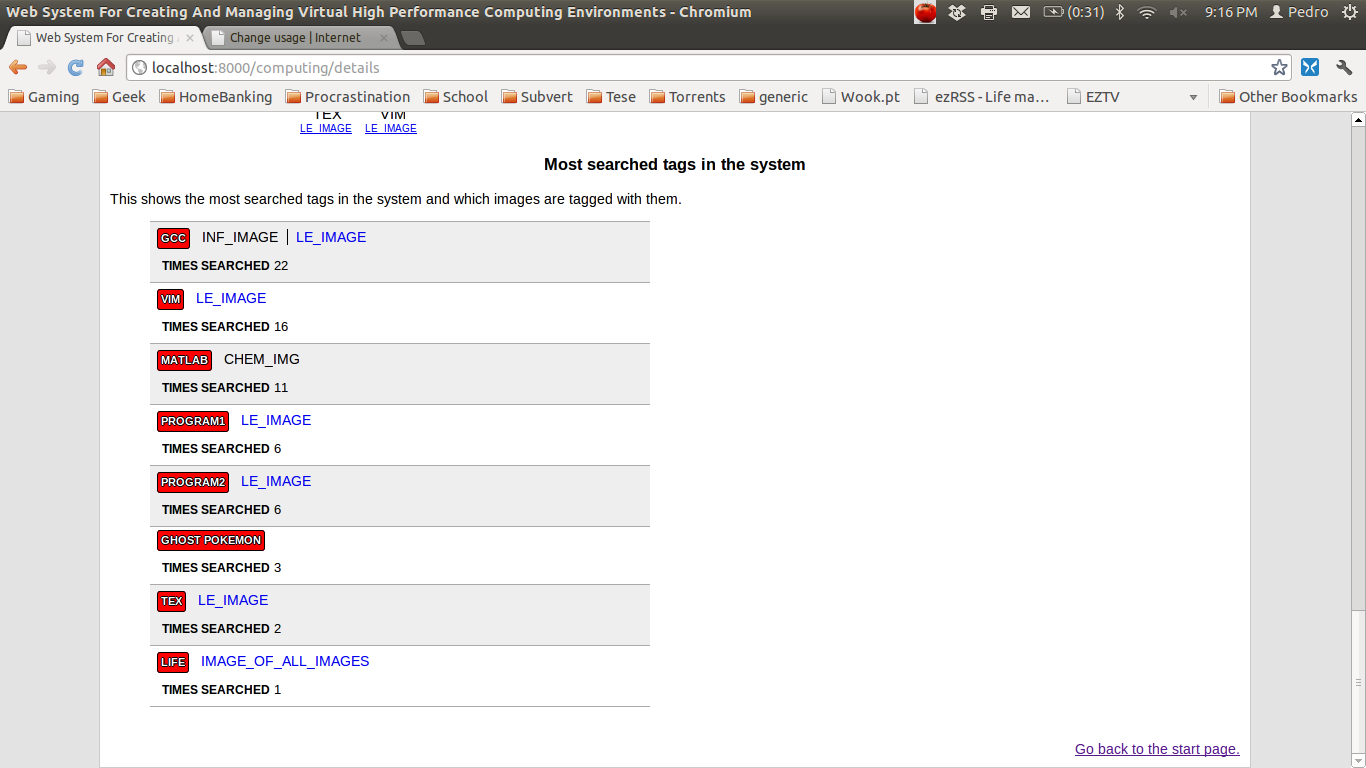 Web System For Creating And Managing Virtual High Performance Computing Environments - Chromium
(0:31) 9:16 PM Pedro
Web System For Creating Change usage | Internet
localhost:8000/computing/details
Gaming Geek HomeBanking Procrastination School Subvert Tese Torrents generic Wook.pt ezRSS - Life ma... EZTV Other Bookmarks
TEX VIM
LE_IMAGE LE_IMAGE
Most searched tags in the system
This shows the most searched tags in the system and which images are tagged with them.
GCC INF_IMAGE | LE_IMAGE
TIMES SEARCHED 22
VIM LE_IMAGE
TIMES SEARCHED 16
MATLAB CHEM_IMG
TIMES SEARCHED 11
PROGRAM1 LE_IMAGE
TIMES SEARCHED 6
PROGRAM2 LE_IMAGE
TIMES SEARCHED 6
GHOST POKEMON
TIMES SEARCHED 3
TEX LE_IMAGE
TIMES SEARCHED 2
LIFE IMAGE_OF_ALL_IMAGES
TIMES SEARCHED 1
Go back to the start page.